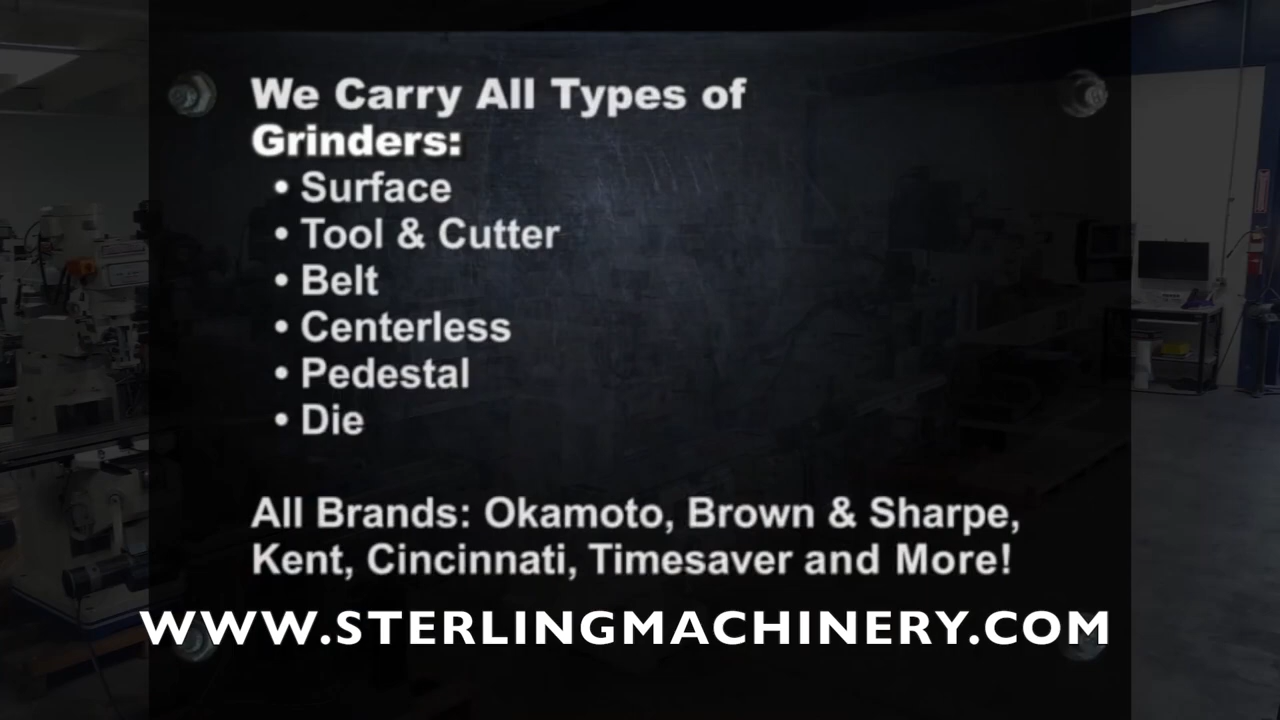 We Carry All Types of
Grinders:
• Surface
• Tool & Cutter
• Belt
• Centerless
• Pedestal
• Die
All Brands: Okamoto, Brown & Sharpe,
Kent, Cincinnati, Timesaver and More!
WWW.STERLINGMACHINERY.COM